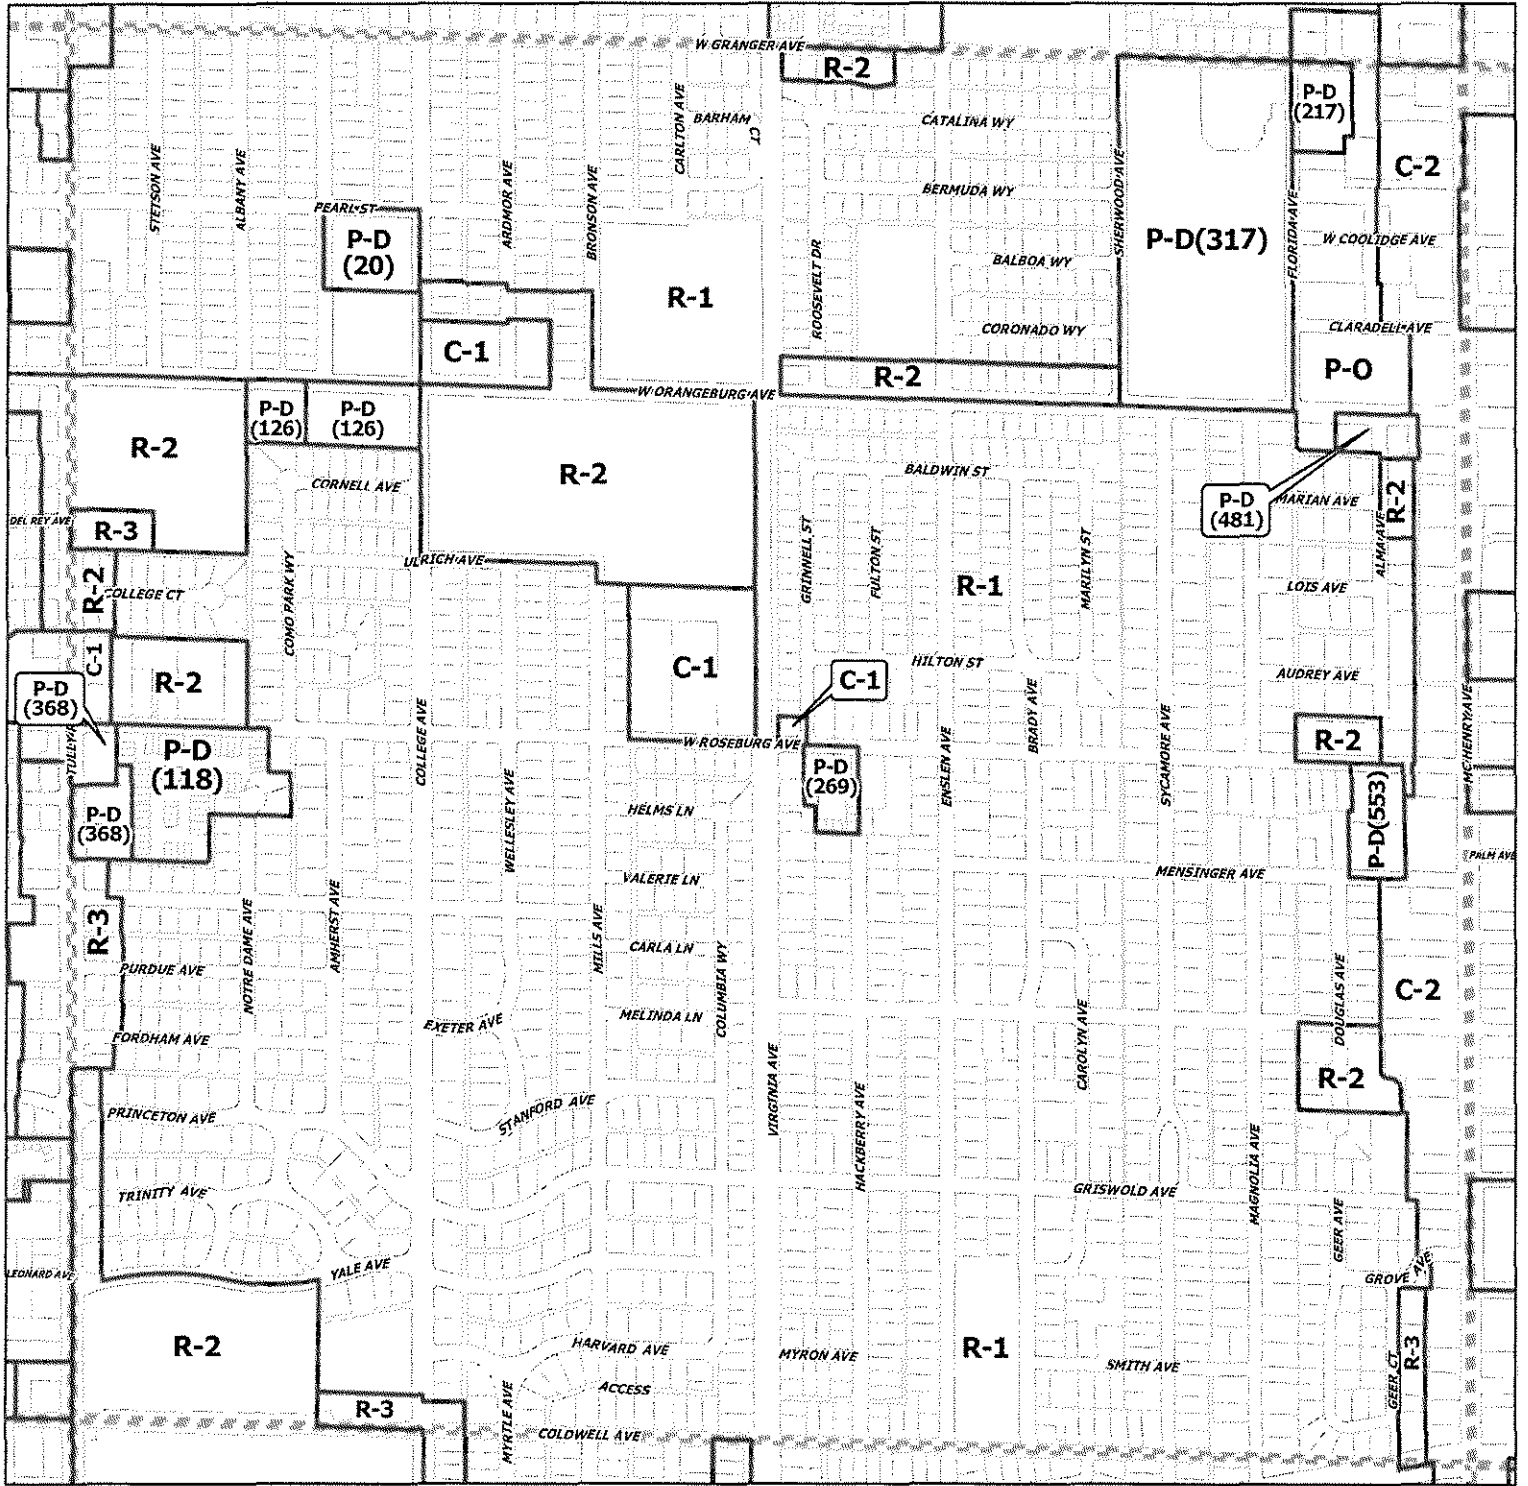 W GRANGER AVE
R-2
P-D
(217)
CARLTON AVE
BARHAM
CT
CATALINA WY
STETSON AVE
ALBANY AVE
ARDMOR AVE
BRONSON AVE
SHERWOOD AVE
C-2
BERMUDA WY
PEARL ST
P-D
(20)
ROOSEVELT DR
BALBOA WY
P-D(317)
FLORIDA AVE
W COOLIDGE AVE
R-1
CORONADO WY
CLARADELL AVE
C-1
R-2
P-O
W ORANGEBURG AVE
P-D
(126)
P-D
(126)
R-2
R-2
CORNELL AVE
BALDWIN ST
P-D
(481)
MARIAN AVE
R-2
DEL REY AVE
R-3
GRINNELL ST
FULTON ST
MARILYN ST
ALMA AVE
ULRICH AVE
R-2
COLLEGE CT
COMO PARK WY
R-1
LOIS AVE
C-1
R-2
C-1
HILTON ST
C-1
AUDREY AVE
P-D
(368)
TULLY
COLLEGE AVE
BRADY AVE
SYCAMORE AVE
MC HENRY AVE
P-D
(118)
W ROSEBURG AVE
R-2
P-D
(269)
ENSLEN AVE
P-D
(368)
WELLESLEY AVE
HELMS LN
P-D(553)
VALERIE LN
MENSINGER AVE
PALM AVE
R-3
NOTRE DAME AVE
AMHERST AVE
MILLS AVE
CARLA LN
COLUMBIA WY
PURDUE AVE
DOUGLAS AVE
C-2
EXETER AVE
MELINDA LN
CAROLYN AVE
FORDHAM AVE
VIRGINIA AVE
HACKBERRY AVE
R-2
PRINCETON AVE
STANFORD AVE
MAGNOLIA AVE
TRINITY AVE
GRISWOLD AVE
GEER AVE
LEONARD AVE
YALE AVE
GROVE AVE
R-2
HARVARD AVE
MYRON AVE
R-1
SMITH AVE
GEER CT
R-3
ACCESS
R-3
MYRTLE AVE
COLDWELL AVE